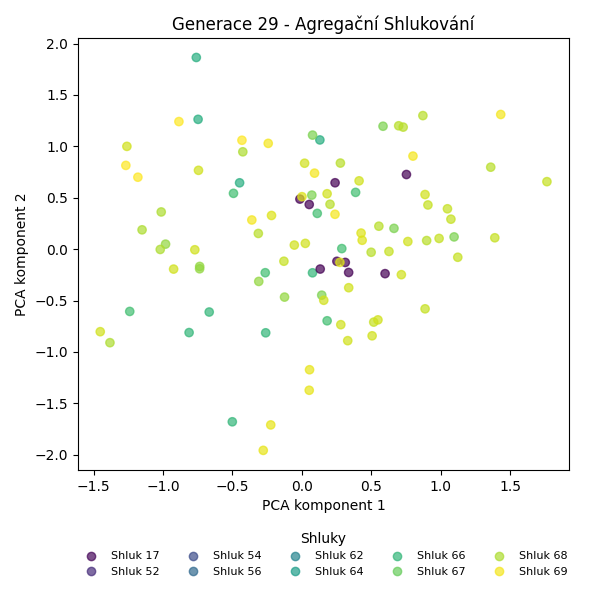 Generace 29 - Agregační Shlukování
2.0
1.5
1.0
0.5
0.0
−0.5
−1.0
−1.5
−2.0
PCA komponent 2
−1.5 −1.0 −0.5 0.0 0.5 1.0 1.5
PCA komponent 1
Shluky
Shluk 17 Shluk 54 Shluk 62 Shluk 66 Shluk 68
Shluk 52 Shluk 56 Shluk 64 Shluk 67 Shluk 69